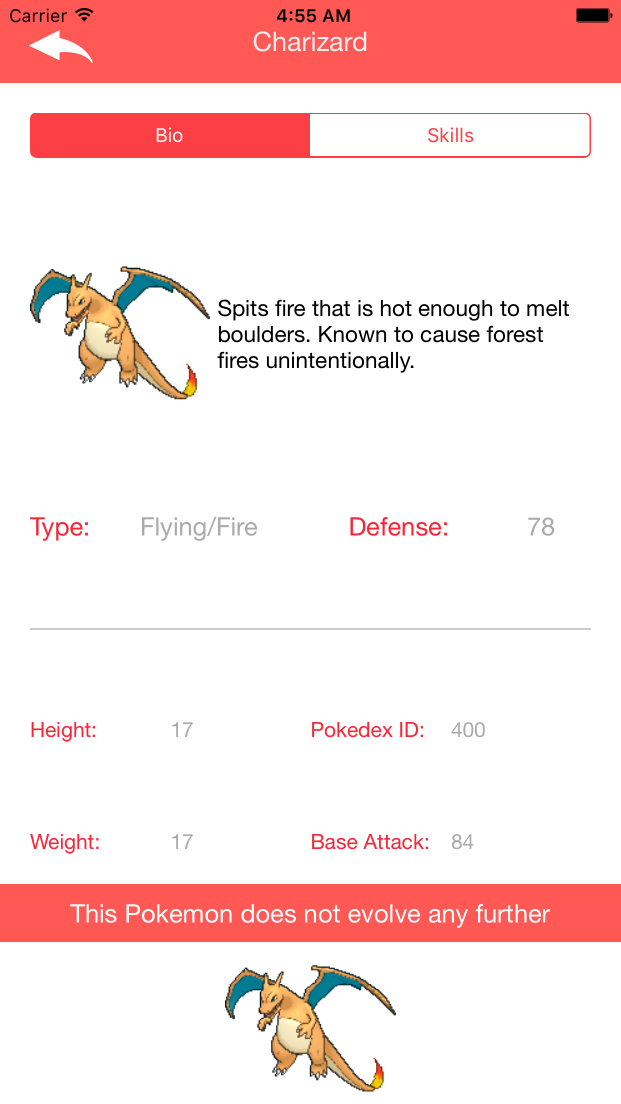 Carrier 4:55 AM
Charizard
Bio Skills
Spits fire that is hot enough to melt
boulders. Known to cause forest
fires unintentionally.
Type: Flying/Fire Defense: 78
Height: 17 Pokedex ID: 400
Weight: 17 Base Attack: 84
This Pokemon does not evolve any further